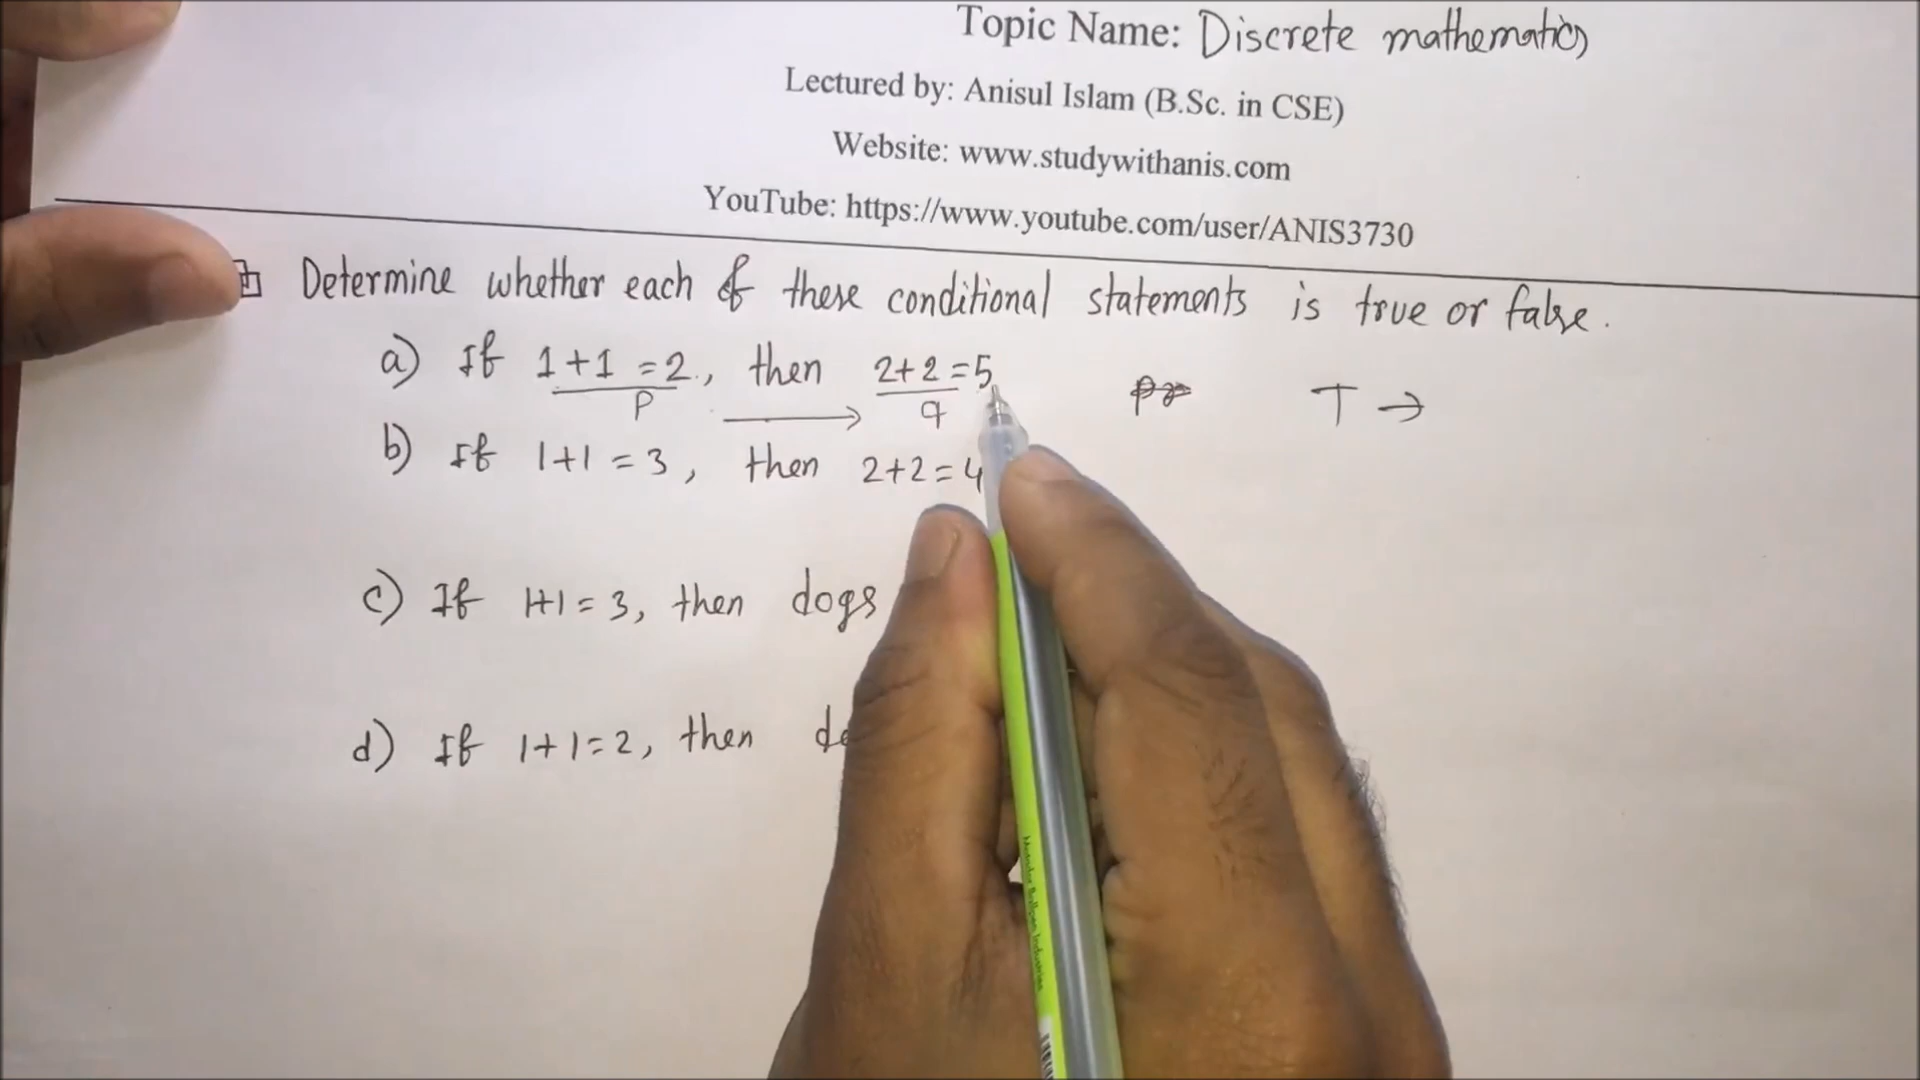 Topic Name: Discrete mathematics
Lectured by: Anisul Islam (B.Sc. in CSE)
Website: www.studywithanis.com
YouTube: https://www.youtube.com/user/ANIS3730
Determine whether each of these conditional statements is true or false.
a) If 1+1=2, then 2+2=5 T →
P → q
b) If 1+1=3, then 2+2=4
c) If 1+1=3, then dogs
d) If 1+1=2, then